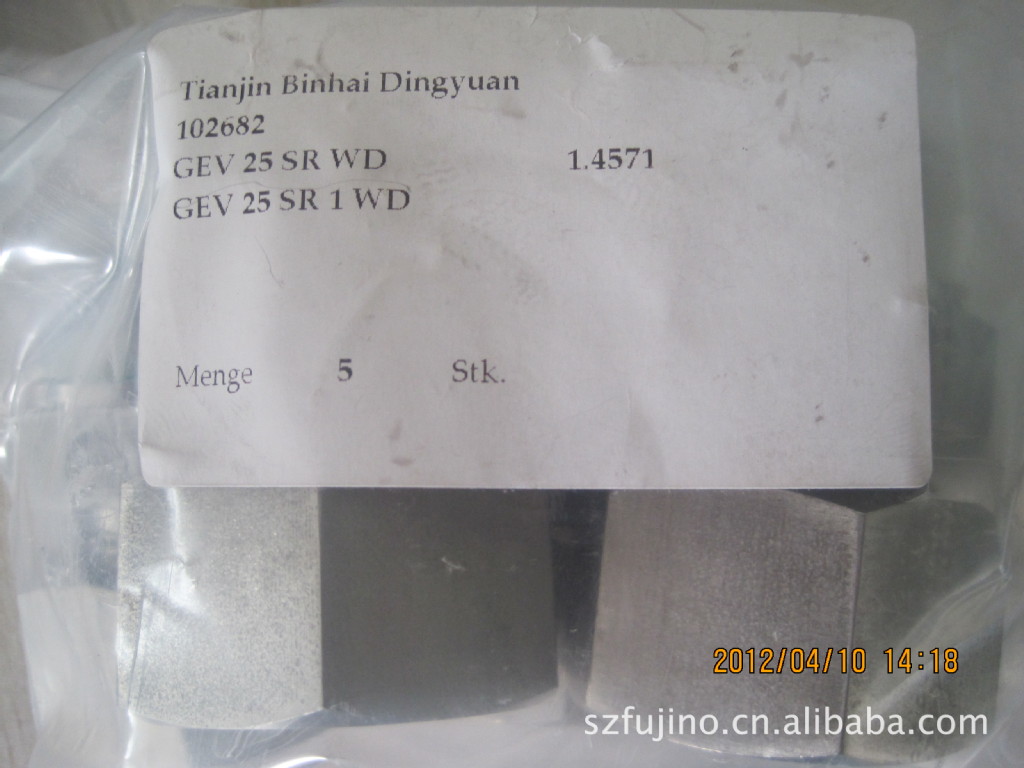 Tianjin Binhai Dingyuan
102682
GEV 25 SR WD 1.4571
GEV 25 SR 1 WD
Menge 5 Stk.
2012/04/10 14:18
szfujino.cn.alibaba.com